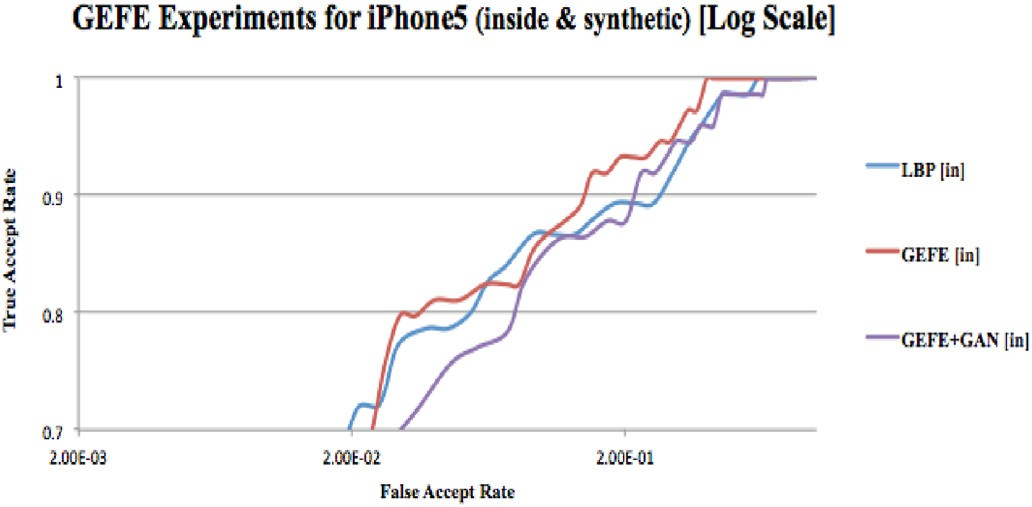 GEFE Experiments for iPhone5 (inside & synthetic) [Log Scale]
True Accept Rate
1
0.9
0.8
0.7
2.00E-03
2.00E-02
2.00E-01
False Accept Rate
LBP [in]
GEFE [in]
GEFE+GAN [in]